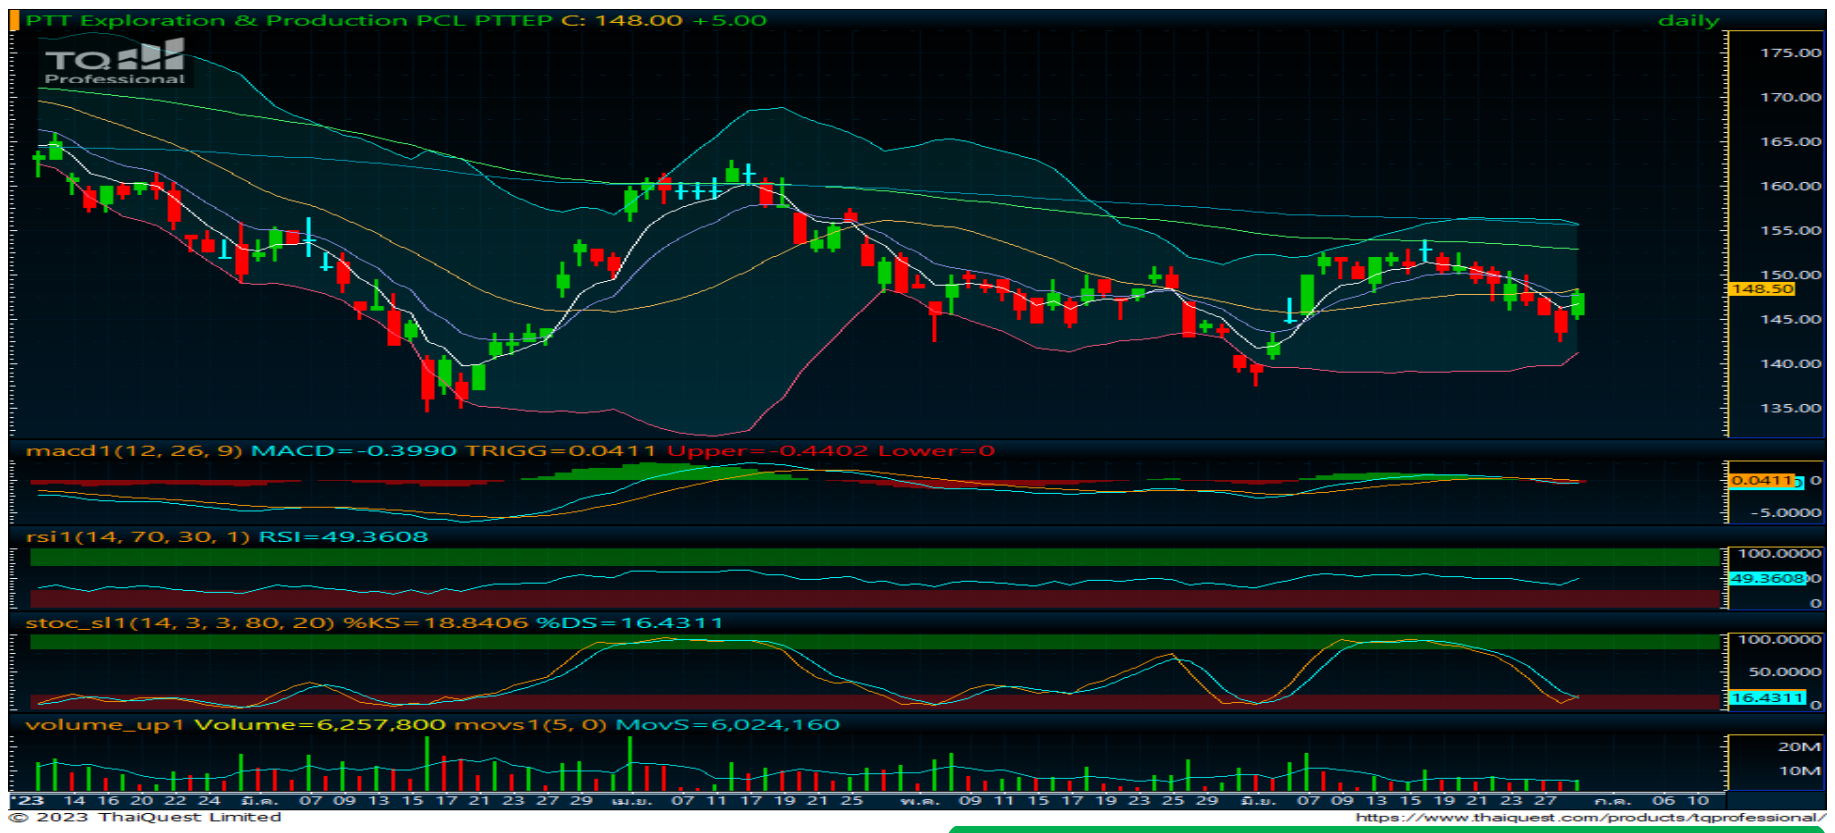 PTT Exploration & Production PCL PTTEP C: 148.00 +5.00 daily
TQ
Professional
175.00
170.00
165.00
160.00
155.00
150.00
148.50
145.00
140.00
135.00
macd1(12, 26, 9) MACD=-0.3990 TRIGG=0.0411 Upper=-0.4402 Lower=0
0.0411 0
-5.0000
rsi1(14, 70, 30, 1) RSI=49.3608
100.0000
49.3608
0
stoc_sl1(14, 3, 3, 80, 20) %KS=18.8406 %DS=16.4311
100.0000
50.0000
16.4311 0
volume_up1 Volume=6,257,800 movs1(5, 0) MovS=6,024,160
20M
10M
'23 14 16 20 22 24 มี.ค. 07 09 13 15 17 21 23 27 29 เม.ย. 07 11 13 17 19 21 25 พ.ค. 09 11 15 17 19 23 25 29 มิ.ย. 07 09 13 15 19 21 23 27 ก.ค. 06 10
© 2023 ThaiQuest Limited https://www.thaiquest.com/products/tqprofessional/